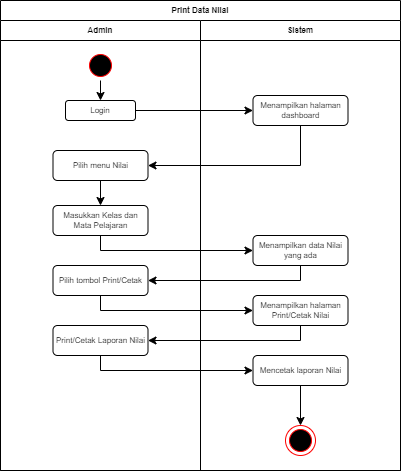 Print Data Nilai
Admin
Sistem
Login
Menampilkan halaman
dashboard
Pilih menu Nilai
Masukkan Kelas dan
Mata Pelajaran
Menampilkan data Nilai
yang ada
Pilih tombol Print/Cetak
Menampilkan halaman
Print/Cetak Nilai
Print/Cetak Laporan Nilai
Mencetak laporan Nilai